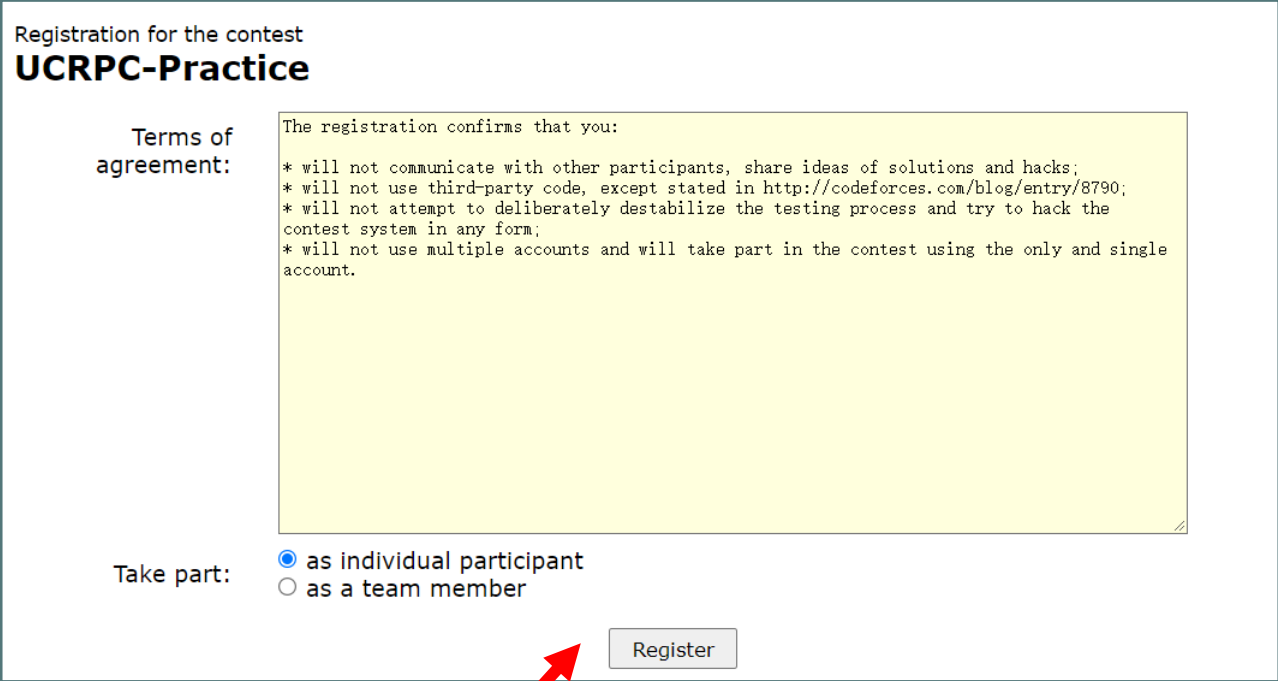 Registration for the contest
UCRPC-Practice
Terms of
agreement:
The registration confirms that you:
* will not communicate with other participants, share ideas of solutions and hacks;
* will not use third-party code, except stated in http://codeforces.com/blog/entry/8790;
* will not attempt to deliberately destabilize the testing process and try to hack the
contest system in any form;
* will not use multiple accounts and will take part in the contest using the only and single
account.
Take part:
as individual participant
as a team member
Register